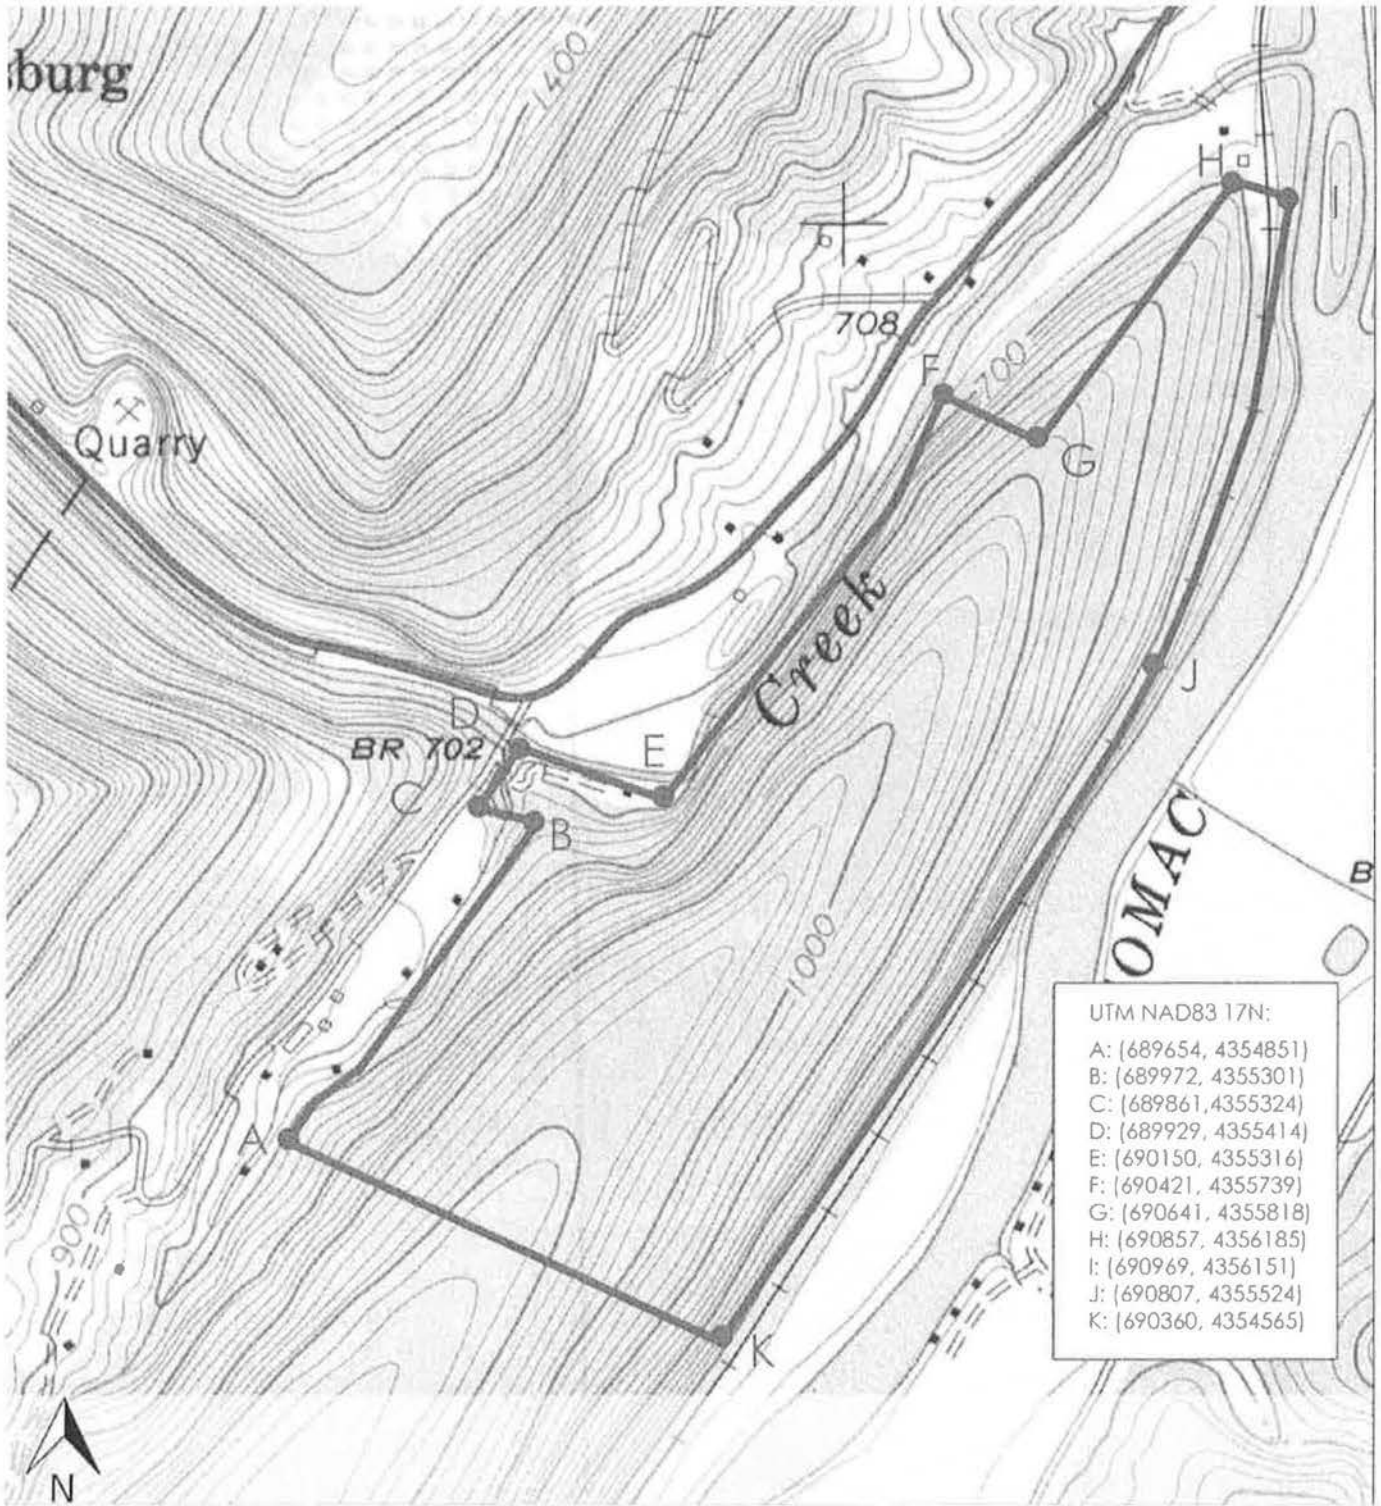 sburg
1400
H
I
708
F
700
Quarry
G
Creek
J
D
BR 702
E
C
B
OMAC
B
1000
UTM NAD83 17N:
A: (689654, 4354851)
B: (689972, 4355301)
C: (689861,4355324)
D: (689929, 4355414)
E: (690150, 4355316)
F: (690421, 4355739)
G: (690641, 4355818)
H: (690857, 4356185)
I: (690969, 4356151)
J: (690807, 4355524)
K: (690360, 4354565)
A
900
K
N